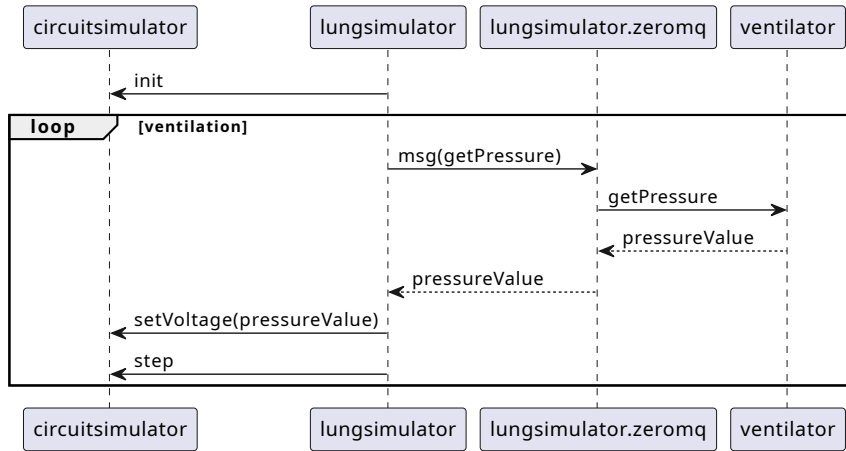 circuitsimulator lungsimulator lungsimulator.zeromq ventilator
init
loop [ventilation]
msg(getPressure)
getPressure
pressureValue
pressureValue
setVoltage(pressureValue)
step
circuitsimulator lungsimulator lungsimulator.zeromq ventilator